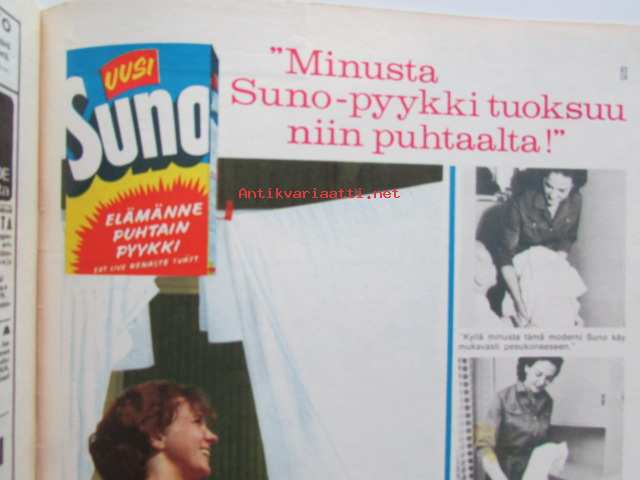 "Minusta
Suno-pyykki tuoksuu
niin puhtaalta!"
UUSI
Suno
ELÄMÄNNE
PUHTAIN
PYYKKI
Antikvariaatti.net
"Kyllä minusta tämä moderni Suno käy
mukavasti pesukoneeseen."